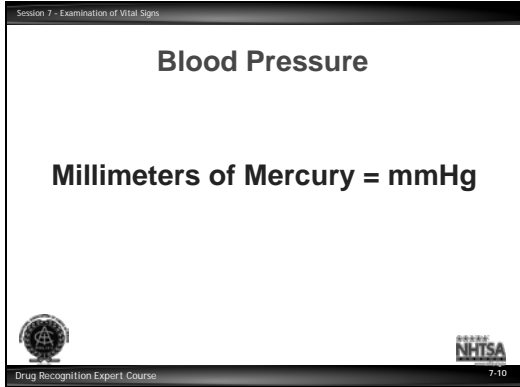 Session 7 - Examination of Vital Signs
Blood Pressure
Millimeters of Mercury = mmHg
NHTSA
Drug Recognition Expert Course
7-10